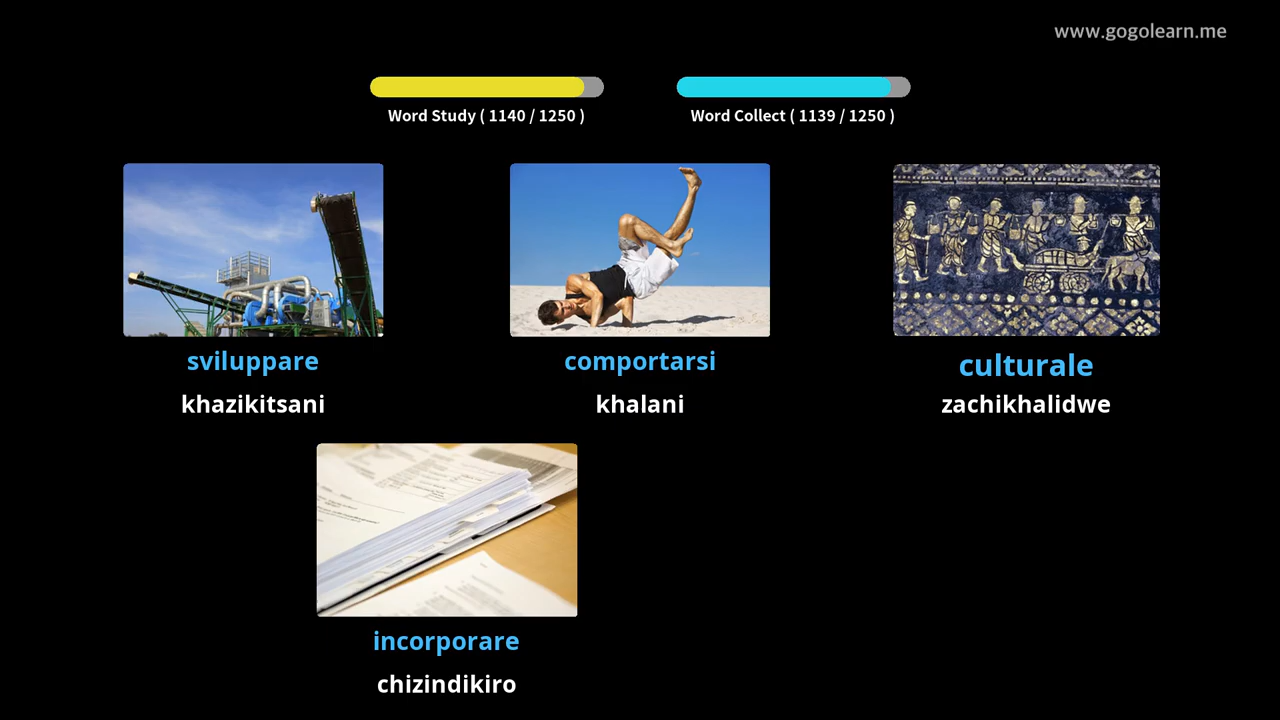 www.gogolearn.me
Word Study ( 1140 / 1250 )
Word Collect ( 1139 / 1250 )
sviluppare
khazikitsani
comportarsi
khalani
culturale
zachikhalidwe
incorporare
chizindikiro